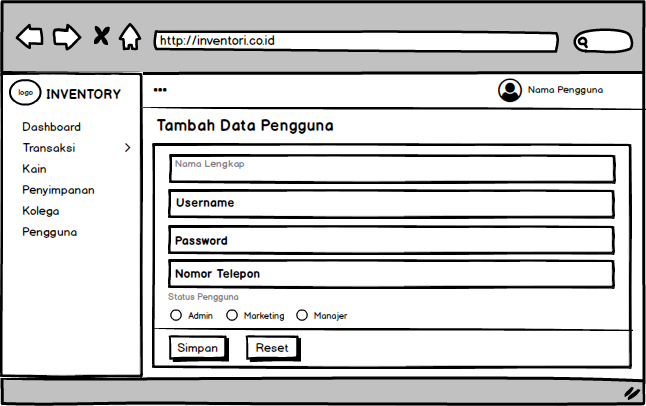 http://inventori.co.id
logo
INVENTORY
•••
Nama Pengguna
Dashboard
Transaksi
Kain
Penyimpanan
Kolega
Pengguna
Tambah Data Pengguna
Nama Lengkap
Username
Password
Nomor Telepon
Status Pengguna
Admin Marketing Manajer
Simpan Reset